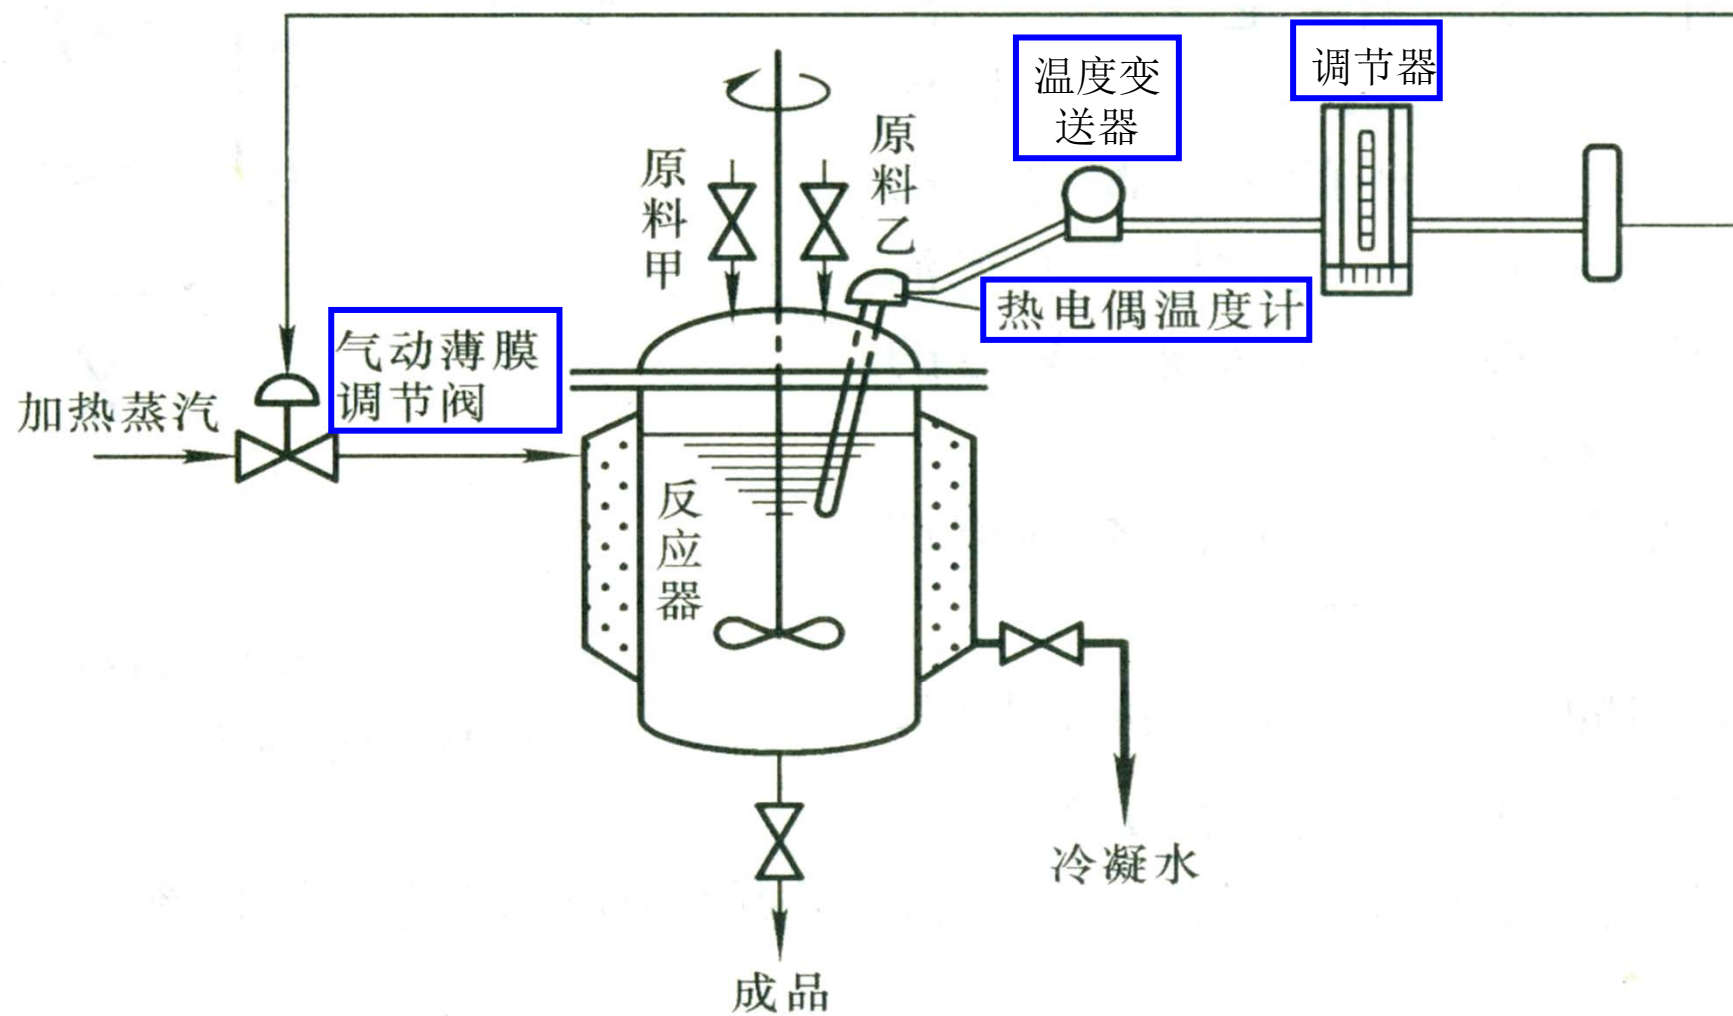 温度变
送器
调节器
原料甲
原料乙
热电偶温度计
气动薄膜
调节阀
加热蒸汽
反应器
冷凝水
成品